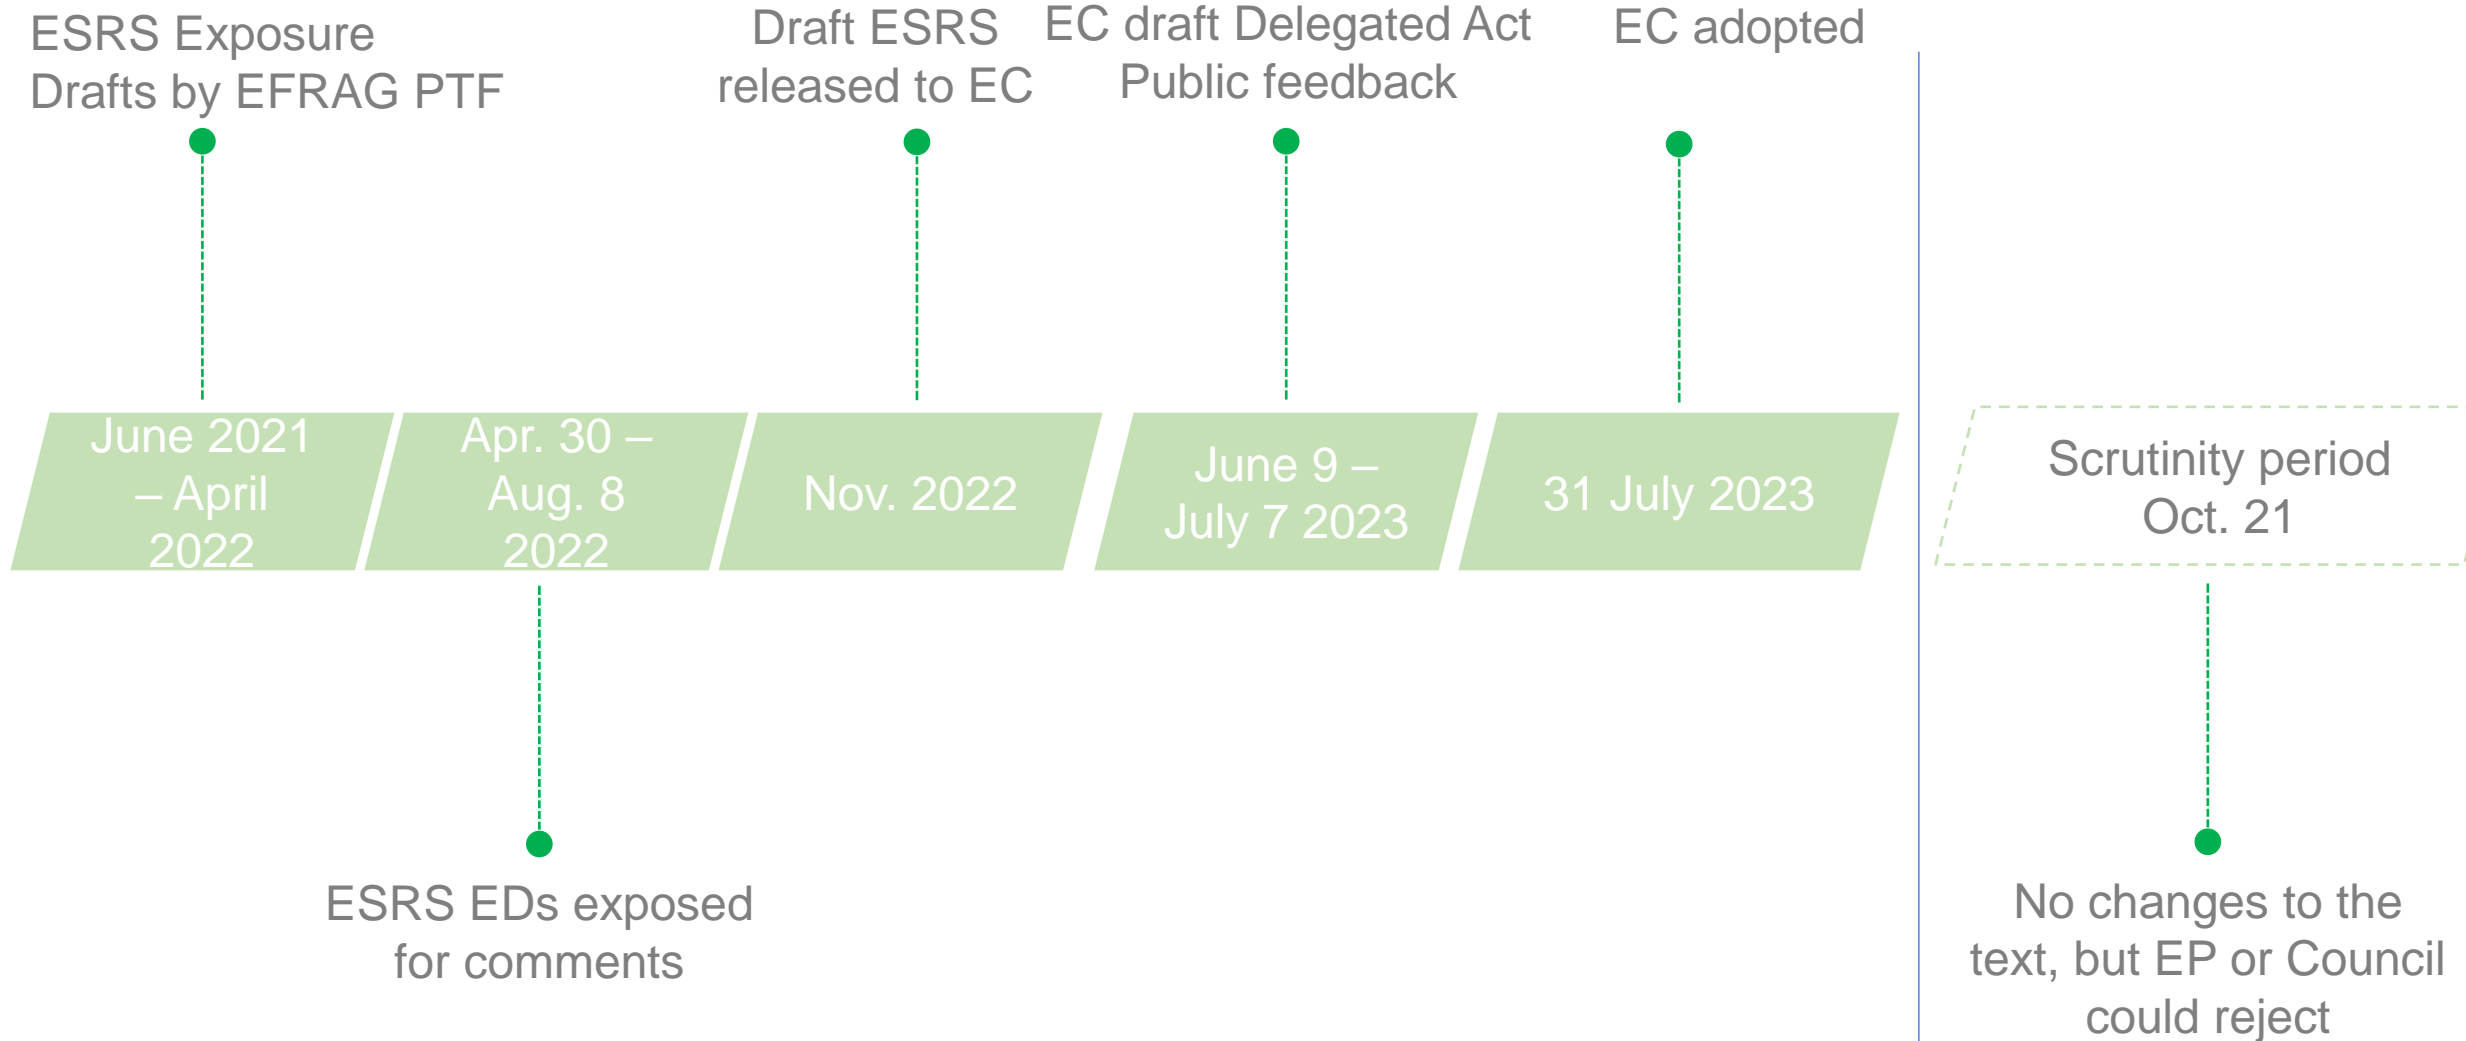 ESRS Exposure
Drafts by EFRAG PTF
Draft ESRS
released to EC
EC draft Delegated Act
Public feedback
EC adopted
June 2021
– April
2022
Apr. 30 –
Aug. 8
2022
Nov. 2022
June 9 –
July 7 2023
31 July 2023
Scrutinity period
Oct. 21
ESRS EDs exposed
for comments
No changes to the
text, but EP or Council
could reject